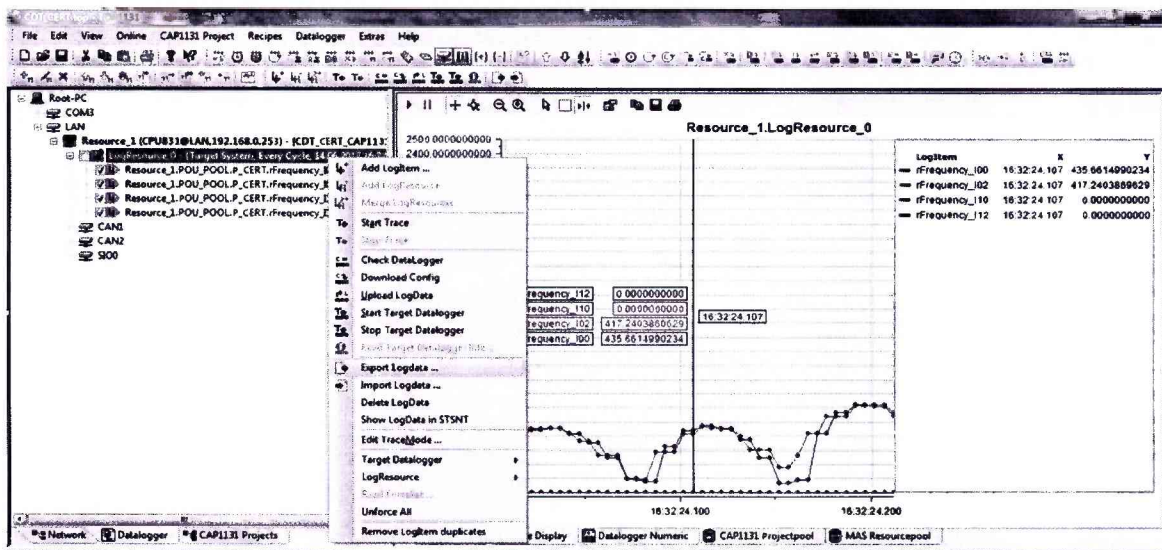 File Edit View Online CAP1131 Project Recipes Datalogger Extras Help
Root-PC
COM3
LAN
Resource_1 (CPU831@LAN,192.168.0.253) - [CDT_CERT_CAP113
Resource_1.POU_POOL.P_CERT.rFrequency_
Resource_1.POU_POOL.P_CERT.rFrequency_
Resource_1.POU_POOL.P_CERT.rFrequency_
Resource_1.POU_POOL.P_CERT.rFrequency_
CAN1
CAN2
SIO0
Add LogItem ...
Add LogResource
Merge LogResources
Start Trace
Stop Trace
Check DataLogger
Download Config
Upload LogData
Start Target Datalogger
Stop Target Datalogger
Export Logdata ...
Import Logdata ...
Delete LogData
Show LogData in STSNT
Edit TraceMode ...
Target Datalogger
LogResource
Unforce All
Remove LogItem duplicates
Resource_1.LogResource_0
2500.0000000000
2400.0000000000
requency_I12 0.0000000000
requency_I10 0.0000000000
requency_I02 417.2403869629
requency_I00 435.6614990234
16:32:24.107
16:32:24.100 16:32:24.200
LogItem X Y
rFrequency_I00 16:32:24.107 435.6614990234
rFrequency_I02 16:32:24.107 417.2403869629
rFrequency_I10 16:32:24.107 0.0000000000
rFrequency_I12 16:32:24.107 0.0000000000
Network Datalogger CAP1131 Projects
e Display Datalogger Numeric CAP1131 Projectpool MAS Resourcepool